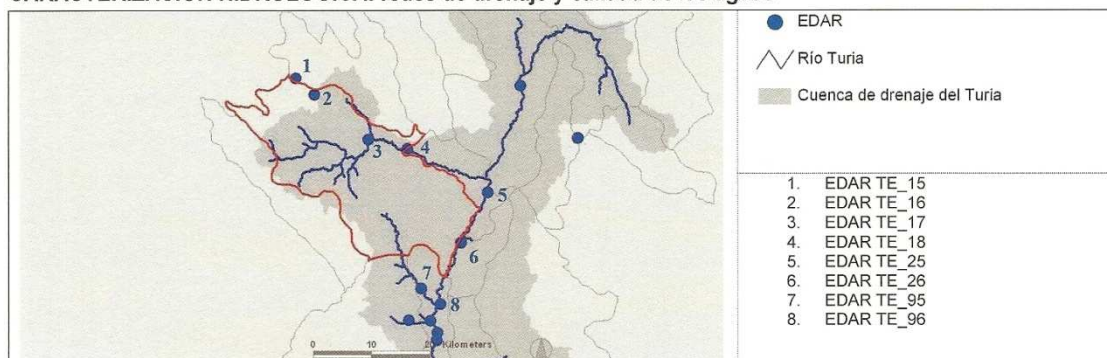 EDAR
Río Turia
Cuenca de drenaje del Turia
1
2
3
4
5
6
7
8
0 10 20 Kilometers
1. EDAR TE_15
2. EDAR TE_16
3. EDAR TE_17
4. EDAR TE_18
5. EDAR TE_25
6. EDAR TE_26
7. EDAR TE_95
8. EDAR TE_96